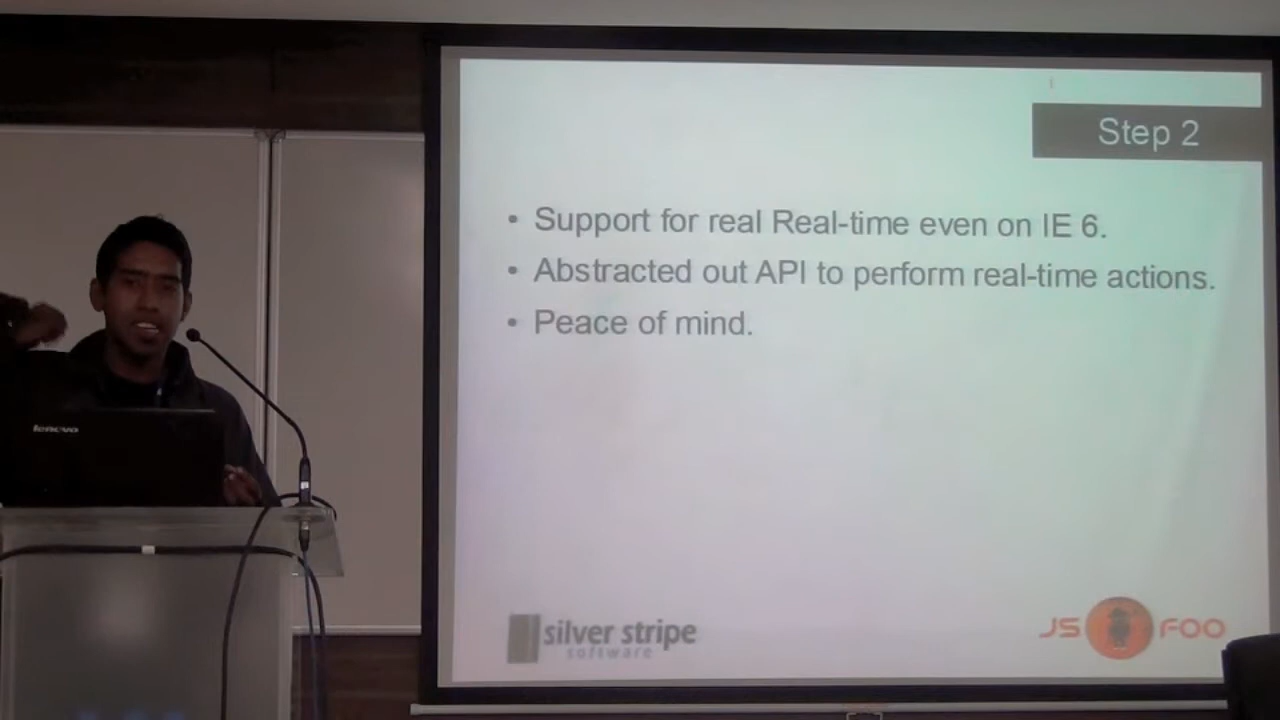 Step 2
• Support for real Real-time even on IE 6.
• Abstracted out API to perform real-time actions.
• Peace of mind.
lenovo
silver stripe
software
JS FOO